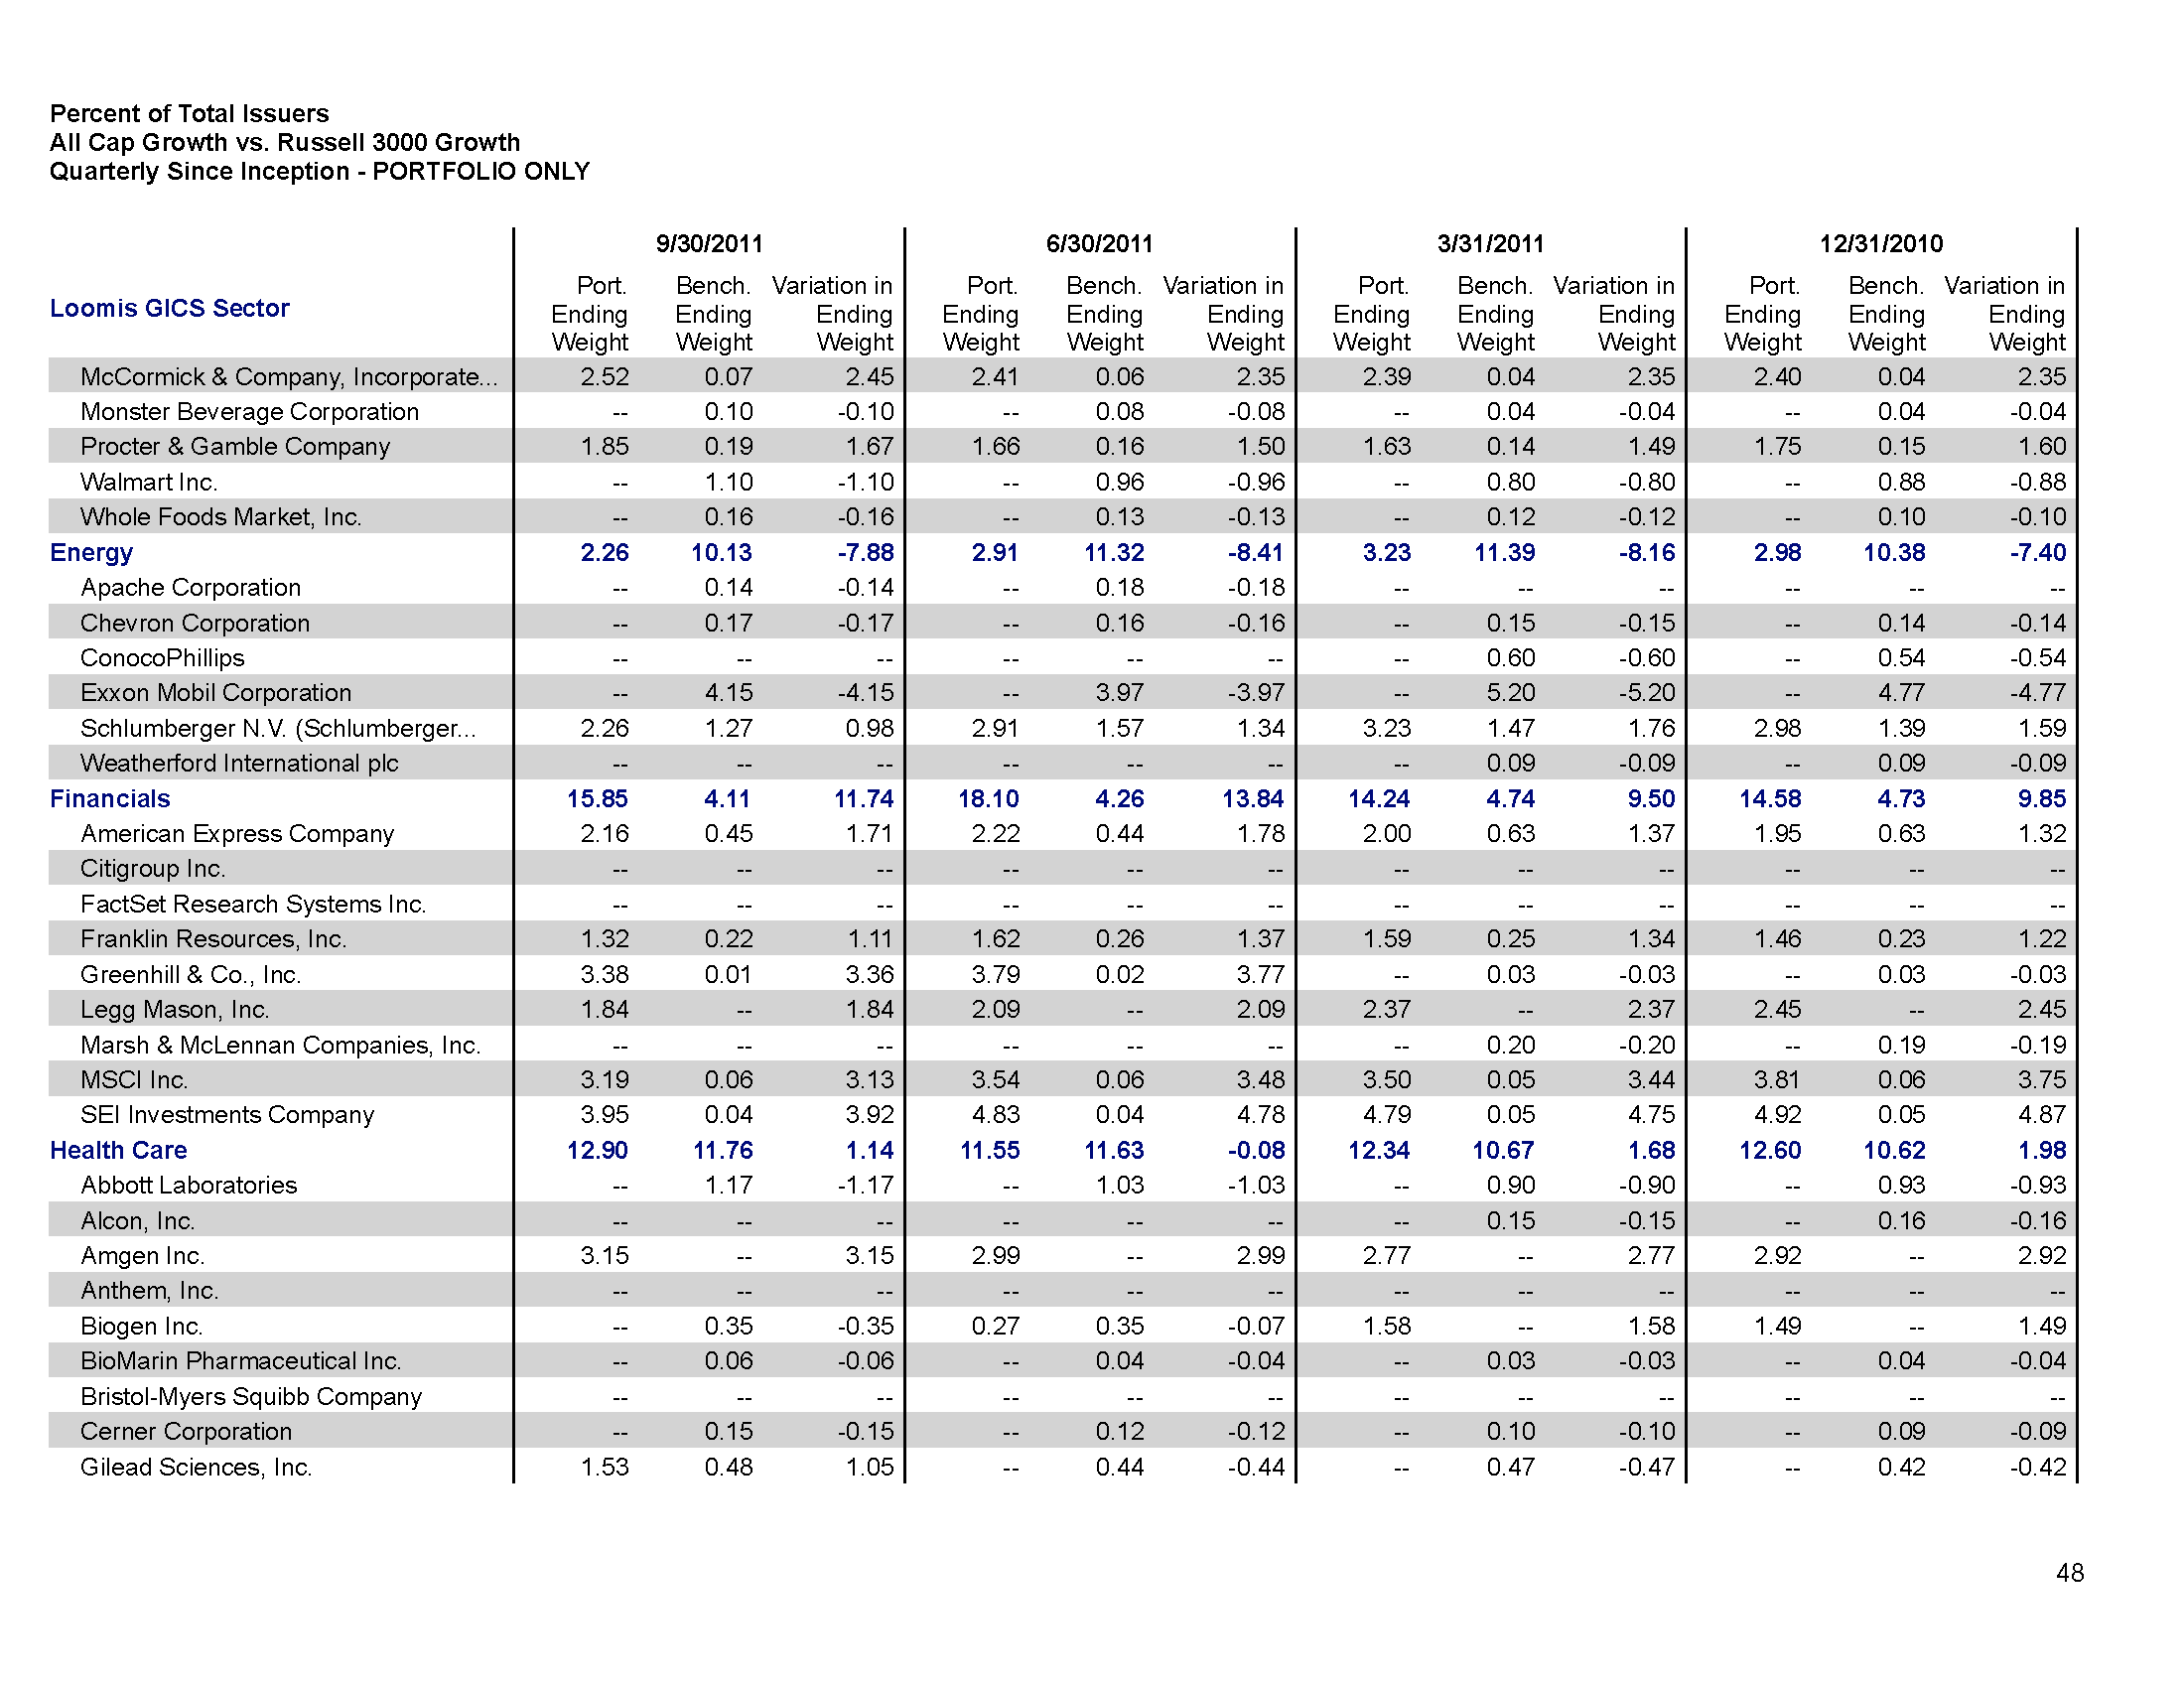 Percent of Total Issuers
All Cap Growth vs. Russell 3000 Growth
Quarterly Since Inception - PORTFOLIO ONLY
9/30/2011 6/30/2011 3/31/2011 12/31/2010
Port. Bench. Variation in Port. Bench. Variation in Port. Bench. Variation in Port. Bench. Variation in
Loomis GICS Sector
Ending Ending Ending Ending Ending Ending Ending Ending Ending Ending Ending Ending
Weight Weight Weight Weight Weight Weight Weight Weight Weight Weight Weight Weight
McCormick & Company, Incorporate... 2.52 0.07 2.45 2.41 0.06 2.35 2.39 0.04 2.35 2.40 0.04 2.35
Monster Beverage Corporation -- 0.10 -0.10 -- 0.08 -0.08 -- 0.04 -0.04 -- 0.04 -0.04
Procter & Gamble Company 1.85 0.19 1.67 1.66 0.16 1.50 1.63 0.14 1.49 1.75 0.15 1.60
Walmart Inc. -- 1.10 -1.10 -- 0.96 -0.96 -- 0.80 -0.80 -- 0.88 -0.88
Whole Foods Market, Inc. -- 0.16 -0.16 -- 0.13 -0.13 -- 0.12 -0.12 -- 0.10 -0.10
Energy 2.26 10.13 -7.88 2.91 11.32 -8.41 3.23 11.39 -8.16 2.98 10.38 -7.40
Apache Corporation -- 0.14 -0.14 -- 0.18 -0.18 -- -- -- -- -- --
Chevron Corporation -- 0.17 -0.17 -- 0.16 -0.16 -- 0.15 -0.15 -- 0.14 -0.14
ConocoPhillips -- -- -- -- -- -- -- 0.60 -0.60 -- 0.54 -0.54
Exxon Mobil Corporation -- 4.15 -4.15 -- 3.97 -3.97 -- 5.20 -5.20 -- 4.77 -4.77
Schlumberger N.V. (Schlumberger... 2.26 1.27 0.98 2.91 1.57 1.34 3.23 1.47 1.76 2.98 1.39 1.59
Weatherford International plc -- -- -- -- -- -- -- 0.09 -0.09 -- 0.09 -0.09
Financials 15.85 4.11 11.74 18.10 4.26 13.84 14.24 4.74 9.50 14.58 4.73 9.85
American Express Company 2.16 0.45 1.71 2.22 0.44 1.78 2.00 0.63 1.37 1.95 0.63 1.32
Citigroup Inc. -- -- -- -- -- -- -- -- -- -- -- --
FactSet Research Systems Inc. -- -- -- -- -- -- -- -- -- -- -- --
Franklin Resources, Inc. 1.32 0.22 1.11 1.62 0.26 1.37 1.59 0.25 1.34 1.46 0.23 1.22
Greenhill & Co., Inc. 3.38 0.01 3.36 3.79 0.02 3.77 -- 0.03 -0.03 -- 0.03 -0.03
Legg Mason, Inc. 1.84 -- 1.84 2.09 -- 2.09 2.37 -- 2.37 2.45 -- 2.45
Marsh & McLennan Companies, Inc. -- -- -- -- -- -- -- 0.20 -0.20 -- 0.19 -0.19
MSCI Inc. 3.19 0.06 3.13 3.54 0.06 3.48 3.50 0.05 3.44 3.81 0.06 3.75
SEI Investments Company 3.95 0.04 3.92 4.83 0.04 4.78 4.79 0.05 4.75 4.92 0.05 4.87
Health Care 12.90 11.76 1.14 11.55 11.63 -0.08 12.34 10.67 1.68 12.60 10.62 1.98
Abbott Laboratories -- 1.17 -1.17 -- 1.03 -1.03 -- 0.90 -0.90 -- 0.93 -0.93
Alcon, Inc. -- -- -- -- -- -- -- 0.15 -0.15 -- 0.16 -0.16
Amgen Inc. 3.15 -- 3.15 2.99 -- 2.99 2.77 -- 2.77 2.92 -- 2.92
Anthem, Inc. -- -- -- -- -- -- -- -- -- -- -- --
Biogen Inc. -- 0.35 -0.35 0.27 0.35 -0.07 1.58 -- 1.58 1.49 -- 1.49
BioMarin Pharmaceutical Inc. -- 0.06 -0.06 -- 0.04 -0.04 -- 0.03 -0.03 -- 0.04 -0.04
Bristol-Myers Squibb Company -- -- -- -- -- -- -- -- -- -- -- --
Cerner Corporation -- 0.15 -0.15 -- 0.12 -0.12 -- 0.10 -0.10 -- 0.09 -0.09
Gilead Sciences, Inc. 1.53 0.48 1.05 -- 0.44 -0.44 -- 0.47 -0.47 -- 0.42 -0.42
48